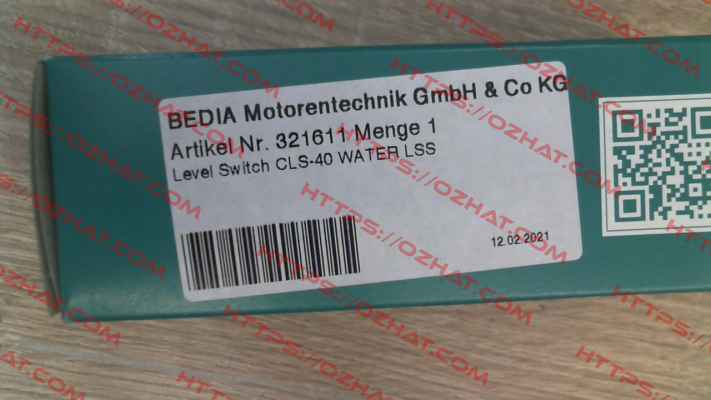 BEDIA Motorentechnik GmbH & Co KG
Artikel Nr. 321611 Menge 1
Level Switch CLS-40 WATER LSS
12.02.2021
HTTPS://OZHAT.COM